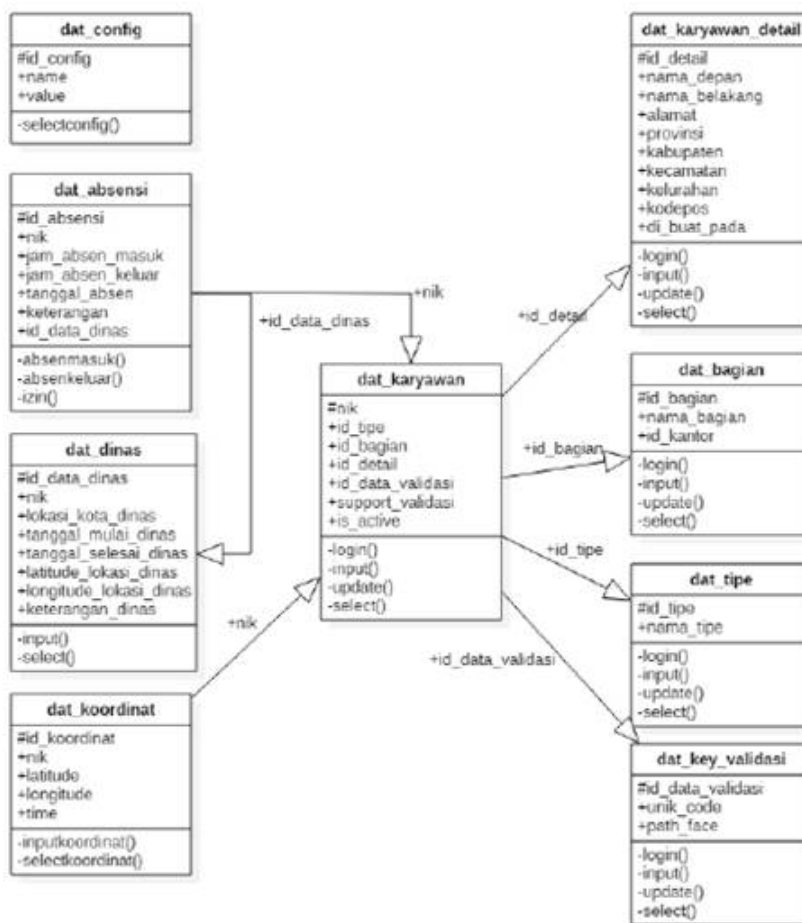 dat_config
#id_config
+name
+value
-selectconfig()
dat_absensi
#id_absensi
+nik
+jam_absen_masuk
+jam_absen_keluar
+tanggal_absen
+keterangan
+id_data_dinas
-absenmasuk()
-absenkeluar()
-izin()
dat_dinas
#id_data_dinas
+nik
+lokasi_kota_dinas
+tanggal_mulai_dinas
+tanggal_selesai_dinas
+latitude_lokasi_dinas
+longitude_lokasi_dinas
+keterangan_dinas
-input()
-select()
dat_koordinat
#id_koordinat
+nik
+latitude
+longitude
+time
-inputkoordinat()
-selectkoordinat()
+nik
+id_data_dinas
+nik
dat_karyawan
#nik
+id_tipe
+id_bagian
+id_detail
+id_data_validasi
+support_validasi
+is_active
-login()
-input()
-update()
-select()
+id_detail
+id_bagian
+id_tipe
+id_data_validasi
dat_karyawan_detail
#id_detail
+nama_depan
+nama_belakang
+alamat
+provinsi
+kabupaten
+kecamatan
+kelurahan
+kodepos
+di_buat_pada
-login()
-input()
-update()
-select()
dat_bagian
#id_bagian
+nama_bagian
+id_kantor
-login()
-input()
-update()
-select()
dat_tipe
#id_tipe
+nama_tipe
-login()
-input()
-update()
-select()
dat_key_validasi
#id_data_validasi
+unik_code
+path_face
-login()
-input()
-update()
-select()